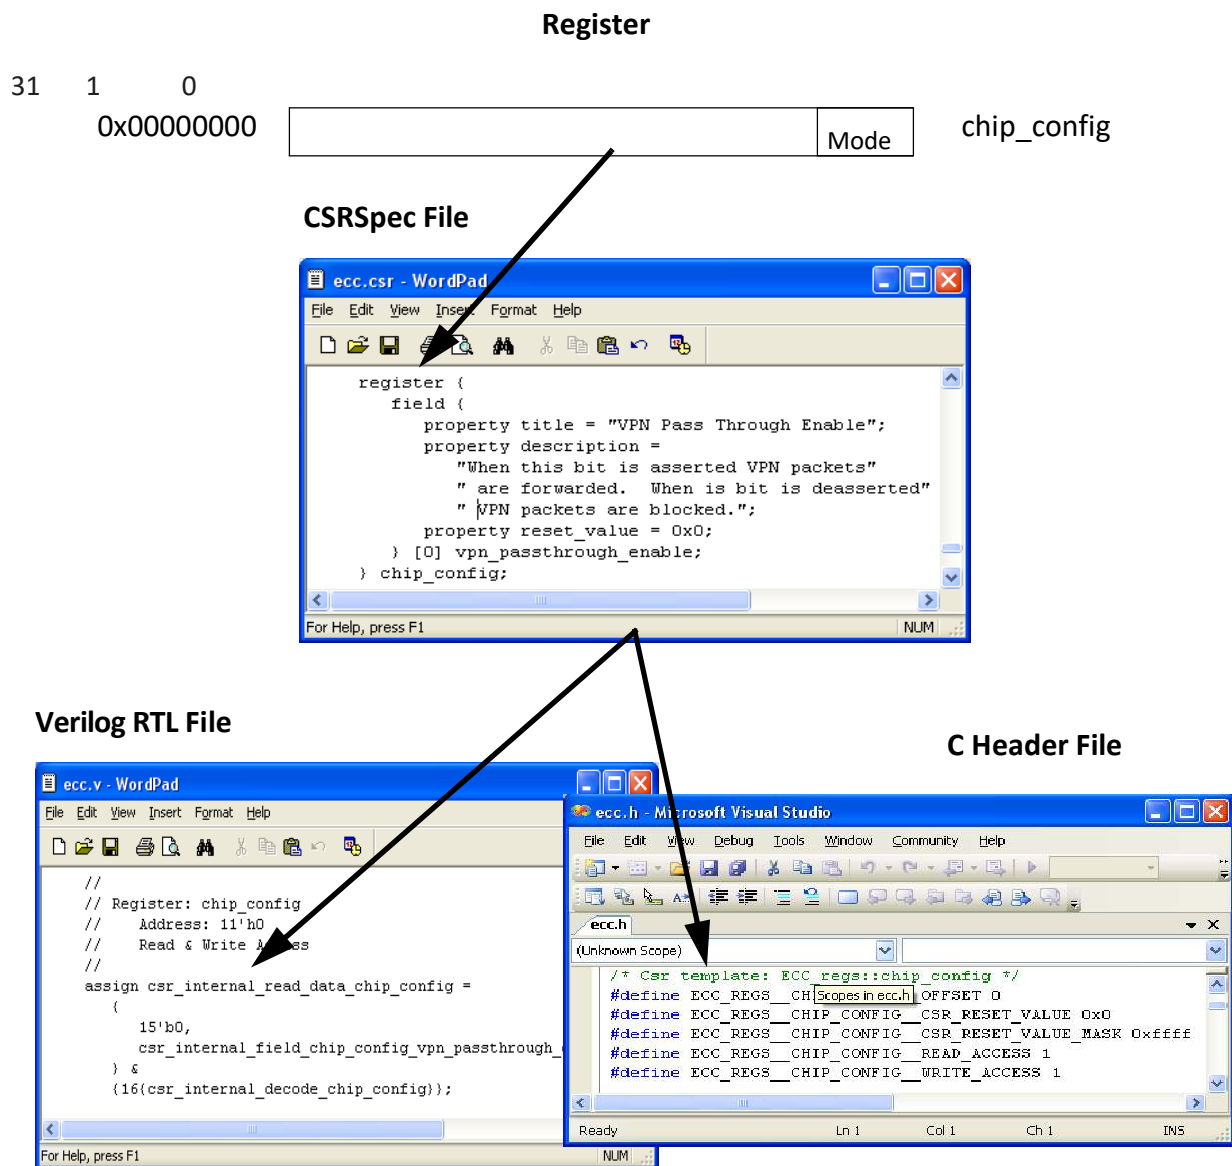 Register
31 1 0
0x00000000 Mode chip_config
CSRSpec File
ecc.csr - WordPad
File Edit View Insert Format Help
register {
field {
property title = "VPN Pass Through Enable";
property description =
"When this bit is asserted VPN packets"
" are forwarded.  When is bit is deasserted"
" VPN packets are blocked.";
property reset_value = 0x0;
} [0] vpn_passthrough_enable;
} chip_config;
For Help, press F1 NUM
Verilog RTL File
ecc.v - WordPad
File Edit View Insert Format Help
//
// Register: chip_config
//    Address: 11'h0
//    Read & Write Access
//
assign csr_internal_read_data_chip_config =
{
15'b0,
csr_internal_field_chip_config_vpn_passthrough_
} &
{16{csr_internal_decode_chip_config}};
For Help, press F1 NUM
C Header File
ecc.h - Microsoft Visual Studio
File Edit View Debug Tools Window Community Help
ecc.h
(Unknown Scope)
/* Csr template: ECC_regs::chip_config */
#define ECC_REGS__CH Scopes in ecc.h _OFFSET 0
#define ECC_REGS__CHIP_CONFIG__CSR_RESET_VALUE 0x0
#define ECC_REGS__CHIP_CONFIG__CSR_RESET_VALUE_MASK 0xffff
#define ECC_REGS__CHIP_CONFIG__READ_ACCESS 1
#define ECC_REGS__CHIP_CONFIG__WRITE_ACCESS 1
Ready Ln 1 Col 1 Ch 1 INS